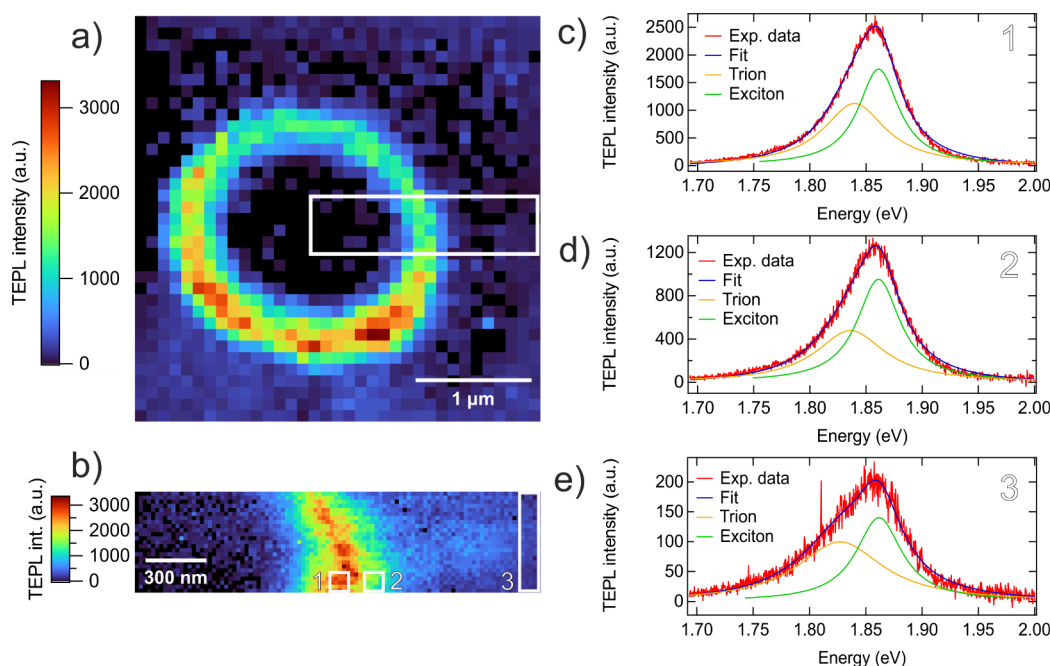 a)
TEPL intensity (a.u.)
3000
2000
1000
0
1 µm
b)
TEPL int. (a.u.)
3000
2000
1000
0
300 nm
1
2
3
c)
TEPL intensity (a.u.)
2500
2000
1500
1000
500
0
Exp. data
Fit
Trion
Exciton
1
1.70 1.75 1.80 1.85 1.90 1.95 2.00
Energy (eV)
d)
TEPL intensity (a.u.)
1200
800
400
0
Exp. data
Fit
Trion
Exciton
2
1.70 1.75 1.80 1.85 1.90 1.95 2.00
Energy (eV)
e)
TEPL intensity (a.u.)
200
150
100
50
0
Exp. data
Fit
Trion
Exciton
3
1.70 1.75 1.80 1.85 1.90 1.95 2.00
Energy (eV)